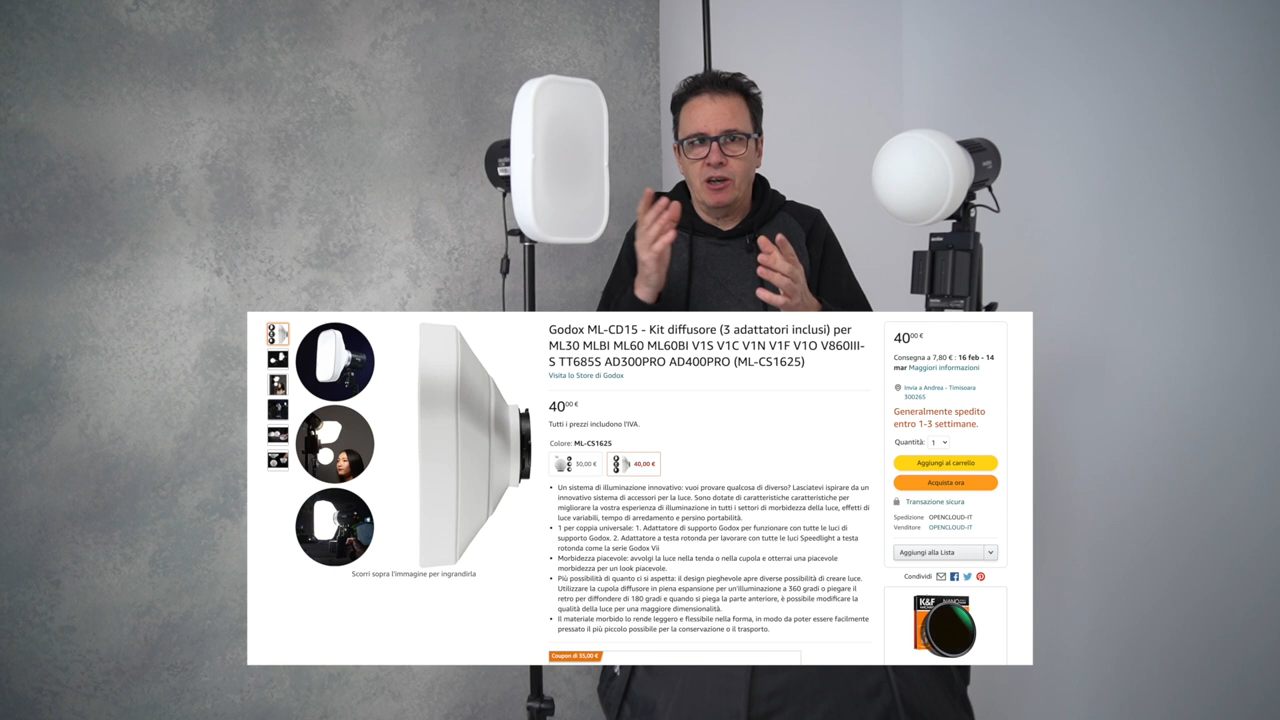 Godox ML-CD15 - Kit diffusore (3 adattatori inclusi) per
ML30 MLBI ML60 ML60BI V1S V1C V1N V1F V1O V860III-
S TT685S AD300PRO AD400PRO (ML-CS1625)
Visita lo Store di Godox
40⁰⁰ €
Tutti i prezzi includono l'IVA.
Colore: ML-CS1625
30,00 €
40,00 €
• Un sistema di illuminazione innovativo: vuoi provare qualcosa di diverso? Lasciatevi ispirare da un
innovativo sistema di accessori per la luce. Sono dotate di caratteristiche caratteristiche per
migliorare la vostra esperienza di illuminazione in tutti i settori di morbidezza della luce, effetti di
luce variabili, tempo di arredamento e persino portabilità.
• 1 per coppia universale: 1. Adattatore di supporto Godox per funzionare con tutte le luci di
supporto Godox. 2. Adattatore a testa rotonda per lavorare con tutte le luci Speedlight a testa
rotonda come la serie Godox Vii
• Morbidezza piacevole: avvolgi la luce nella tenda o nella cupola e otterrai una piacevole
morbidezza per un look piacevole.
• Più possibilità di quanto ci si aspetta: il design pieghevole apre diverse possibilità di creare luce.
Utilizzare la cupola diffusore in piena espansione per un'illuminazione a 360 gradi o piegare il
retro per diffondere di 180 gradi e quando si piega la parte anteriore, è possibile modificare la
qualità della luce per una maggiore dimensionalità.
• Il materiale morbido lo rende leggero e flessibile nella forma, in modo da poter essere facilmente
pressato il più piccolo possibile per la conservazione o il trasporto.
Scorri sopra l'immagine per ingrandirla
Coupon di 35,00 €
40⁰⁰ €
Consegna a 7,80 € : 16 feb - 14
mar Maggiori informazioni
Invia a Andrea - Timisoara
300265
Generalmente spedito
entro 1-3 settimane.
Quantità: 1
Aggiungi al carrello
Acquista ora
Transazione sicura
Spedizione OPENCLOUD-IT
Venditore OPENCLOUD-IT
Aggiungi alla Lista
Condividi
K&F
NANO